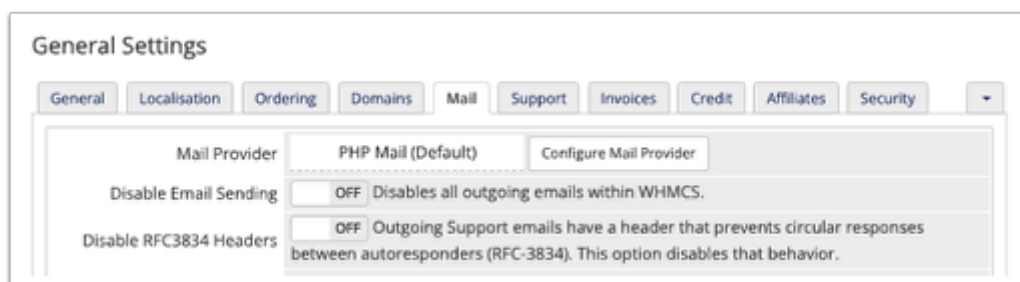 General Settings
General Localisation Ordering Domains Mail Support Invoices Credit Affiliates Security
Mail Provider PHP Mail (Default) Configure Mail Provider
Disable Email Sending OFF Disables all outgoing emails within WHMCS.
Disable RFC3834 Headers OFF Outgoing Support emails have a header that prevents circular responses
between autoresponders (RFC-3834). This option disables that behavior.